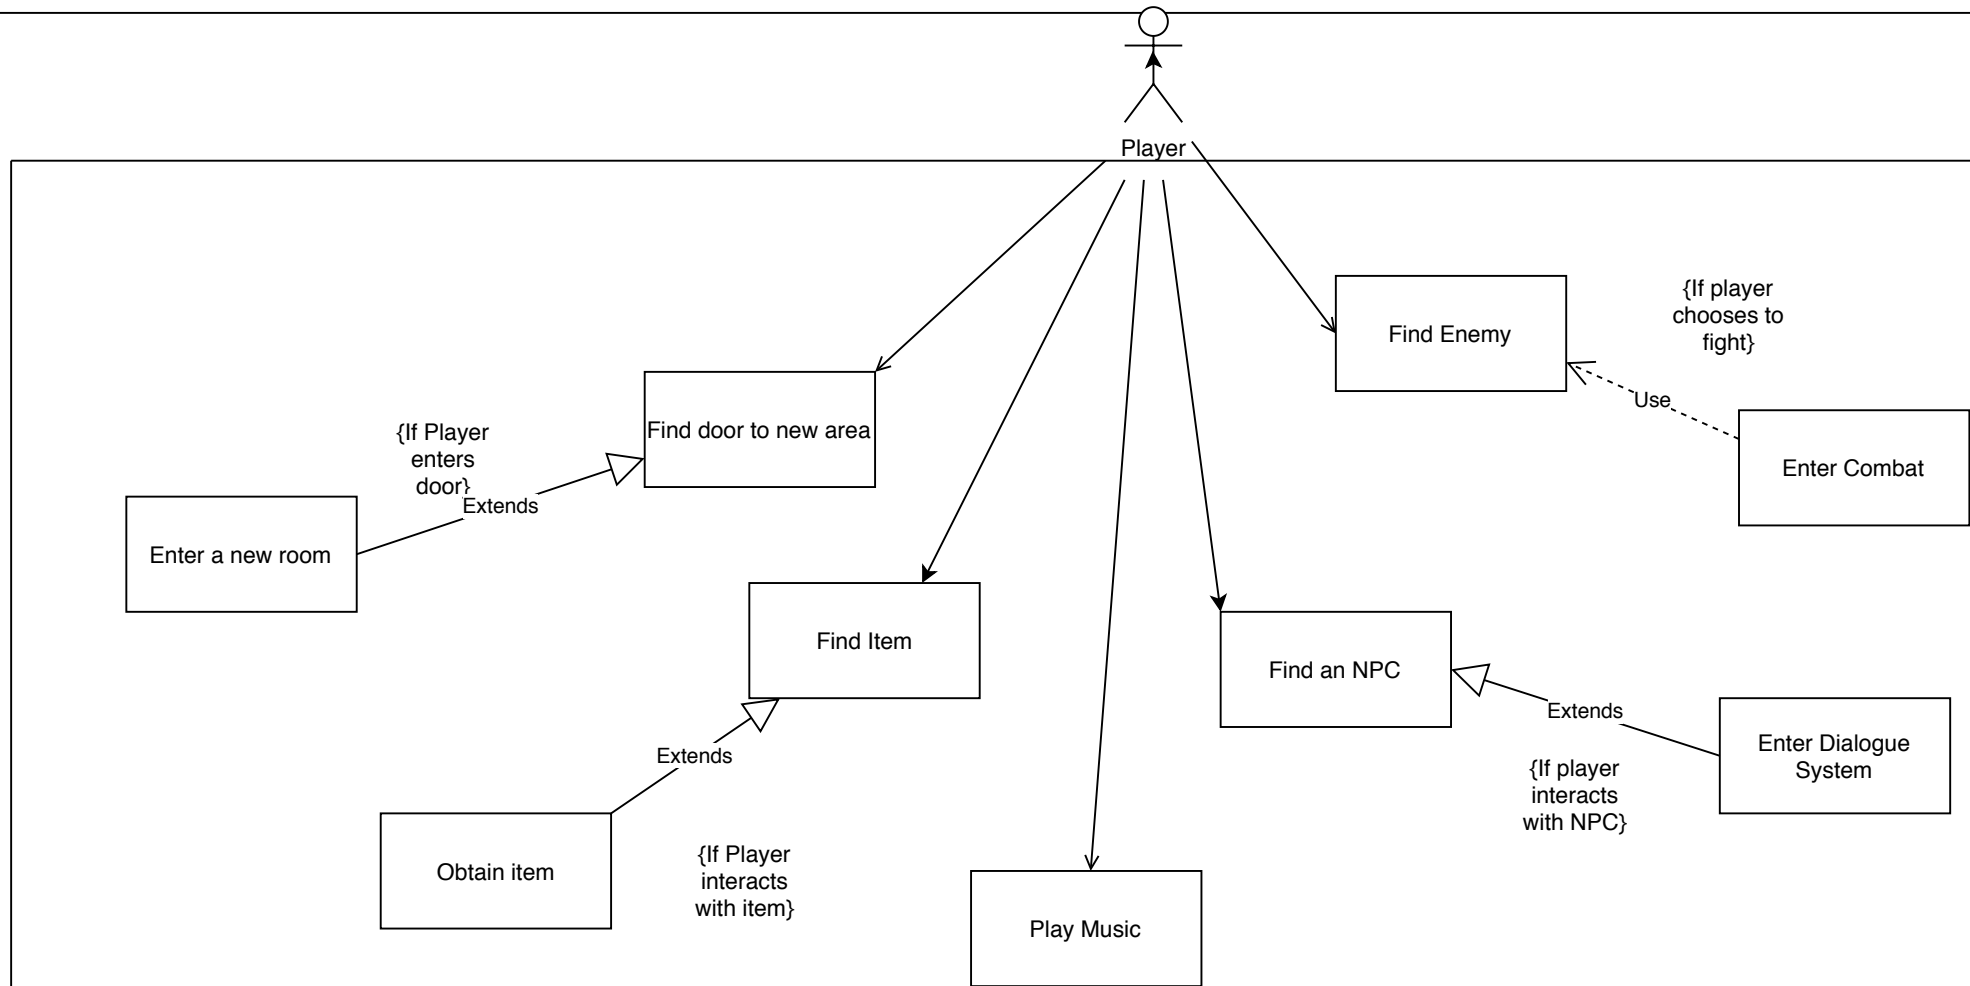 Player
{If player
chooses to
fight}
Find Enemy
Use
Find door to new area
{If Player
enters
door}
Extends
Enter Combat
Enter a new room
Find Item
Find an NPC
Extends
Extends
Enter Dialogue
System
{If player
interacts
with NPC}
Obtain item
{If Player
interacts
with item}
Play Music